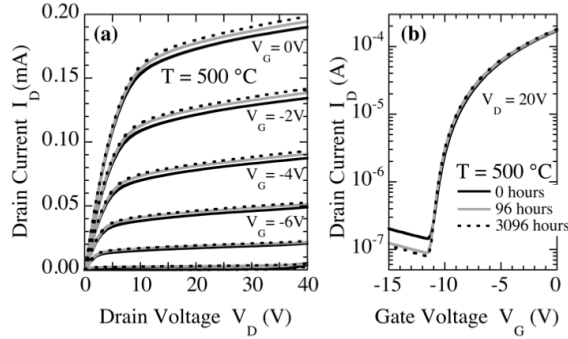 0.20
0.15
0.10
0.05
0.00
0
10
20
30
40
Drain Current I_D (mA)
Drain Voltage V_D (V)
(a)
T = 500 °C
V_G = 0V
V_G = -2V
V_G = -4V
V_G = -6V
10^-4
10^-5
10^-6
10^-7
-15
-10
-5
0
Drain Current I_D (A)
Gate Voltage V_G (V)
(b)
V_D = 20V
T = 500 °C
0 hours
96 hours
3096 hours